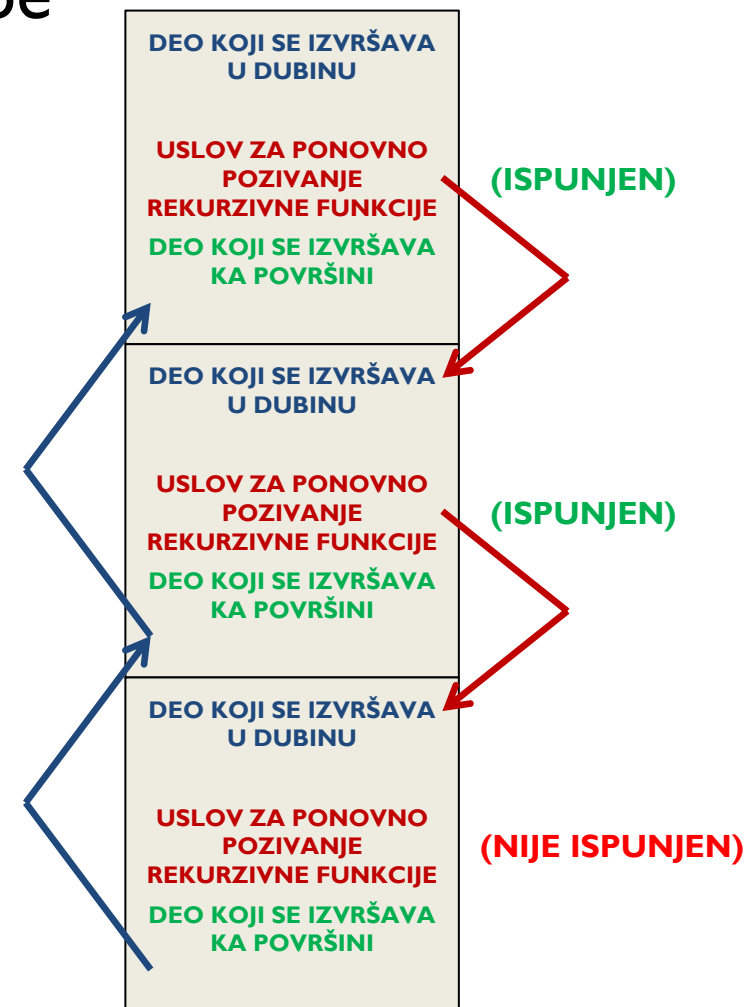 DEO KOJI SE IZVRŠAVA
U DUBINU
USLOV ZA PONOVNO
POZIVANJE
REKURZIVNE FUNKCIJE
(ISPUNJEN)
DEO KOJI SE IZVRŠAVA
KA POVRŠINI
DEO KOJI SE IZVRŠAVA
U DUBINU
USLOV ZA PONOVNO
POZIVANJE
REKURZIVNE FUNKCIJE
(ISPUNJEN)
DEO KOJI SE IZVRŠAVA
KA POVRŠINI
DEO KOJI SE IZVRŠAVA
U DUBINU
USLOV ZA PONOVNO
POZIVANJE
REKURZIVNE FUNKCIJE
(NIJE ISPUNJEN)
DEO KOJI SE IZVRŠAVA
KA POVRŠINI